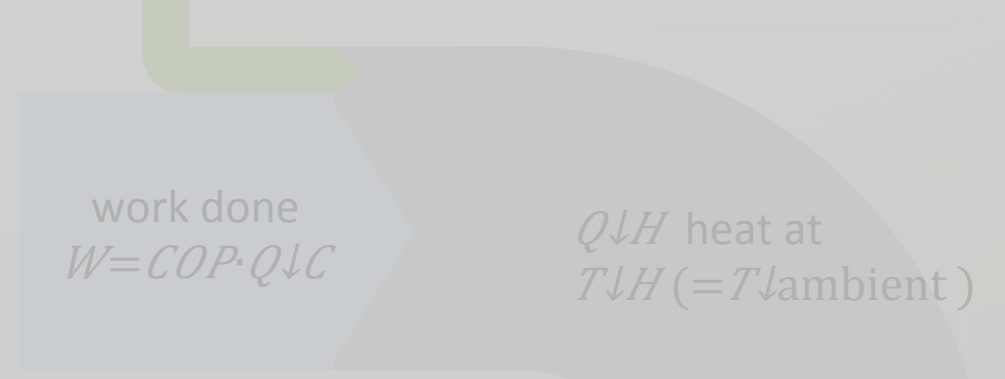 work done
W=COP·Q↓C
Q↓H heat at
T↓H (=T↓ambient )